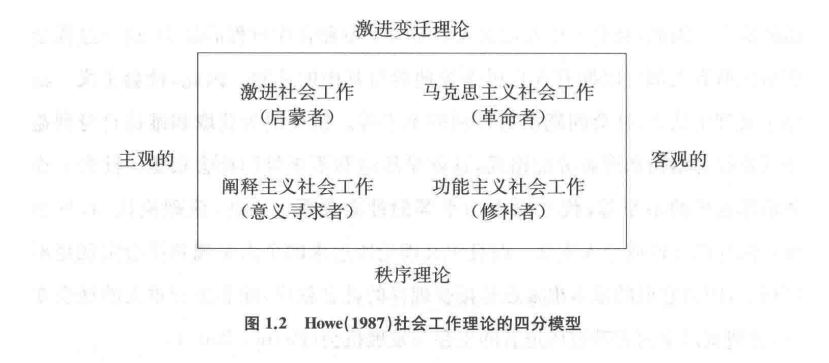 激进变迁理论
激进社会工作 马克思主义社会工作
（启蒙者） （革命者）
主观的 客观的
阐释主义社会工作 功能主义社会工作
（意义寻求者） （修补者）
秩序理论
图 1.2 Howe(1987)社会工作理论的四分模型